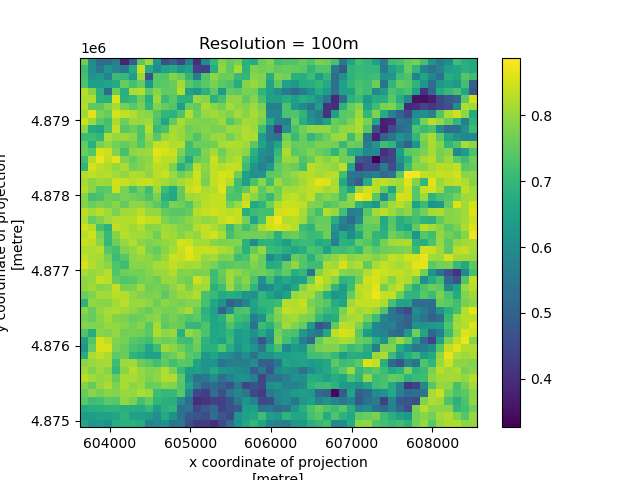 Resolution = 100m
1e6
4.879
4.878
4.877
4.876
4.875
y coordinate of projection
[metre]
604000 605000 606000 607000 608000
x coordinate of projection
[metre]
0.8
0.7
0.6
0.5
0.4